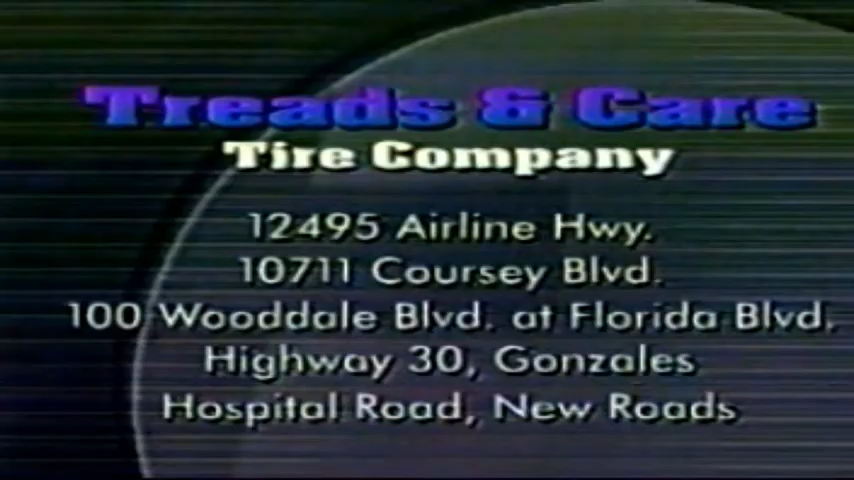 Treads & Care
Tire Company
12495 Airline Hwy.
10711 Coursey Blvd.
100 Wooddale Blvd. at Florida Blvd.
Highway 30, Gonzales
Hospital Road, New Roads